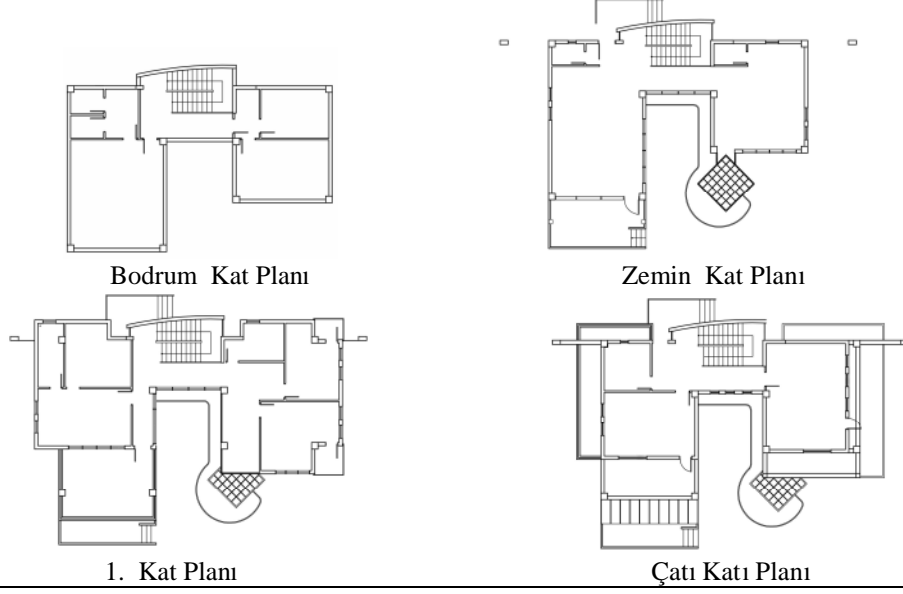 Bodrum Kat Planı
Zemin Kat Planı
1. Kat Planı
Çatı Katı Planı